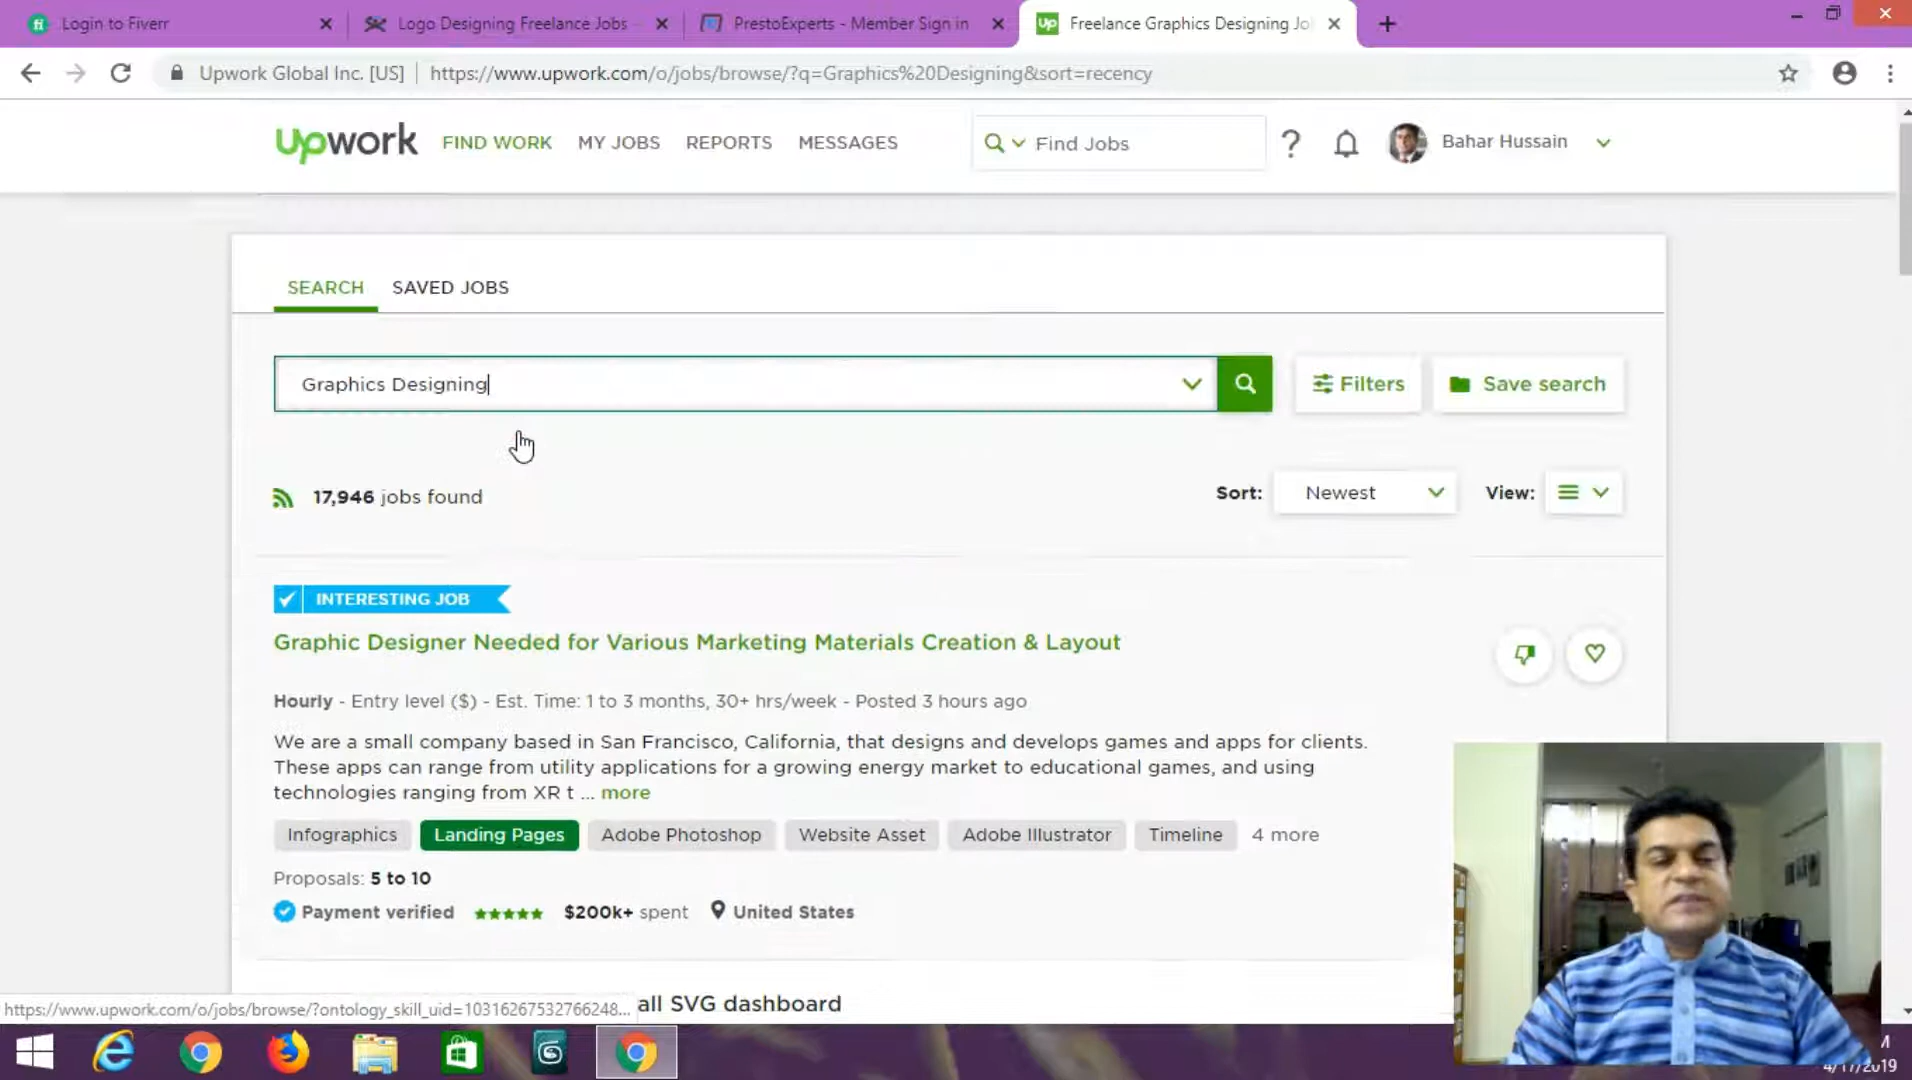 Login to Fiverr
Logo Designing Freelance Jobs
PrestoExperts - Member Sign in
Up Freelance Graphics Designing Jo
Upwork Global Inc. [US] | https://www.upwork.com/o/jobs/browse/?q=Graphics%20Designing&sort=recency
upwork FIND WORK MY JOBS REPORTS MESSAGES Find Jobs ? Bahar Hussain
SEARCH SAVED JOBS
Graphics Designing Filters Save search
17,946 jobs found Sort: Newest View:
INTERESTING JOB
Graphic Designer Needed for Various Marketing Materials Creation & Layout
Hourly - Entry level ($) - Est. Time: 1 to 3 months, 30+ hrs/week - Posted 3 hours ago
We are a small company based in San Francisco, California, that designs and develops games and apps for clients.
These apps can range from utility applications for a growing energy market to educational games, and using
technologies ranging from XR t ... more
Infographics Landing Pages Adobe Photoshop Website Asset Adobe Illustrator Timeline 4 more
Proposals: 5 to 10
Payment verified $200k+ spent United States
all SVG dashboard
https://www.upwork.com/o/jobs/browse/?ontology_skill_uid=10316267532766248...
M
4/17/2019